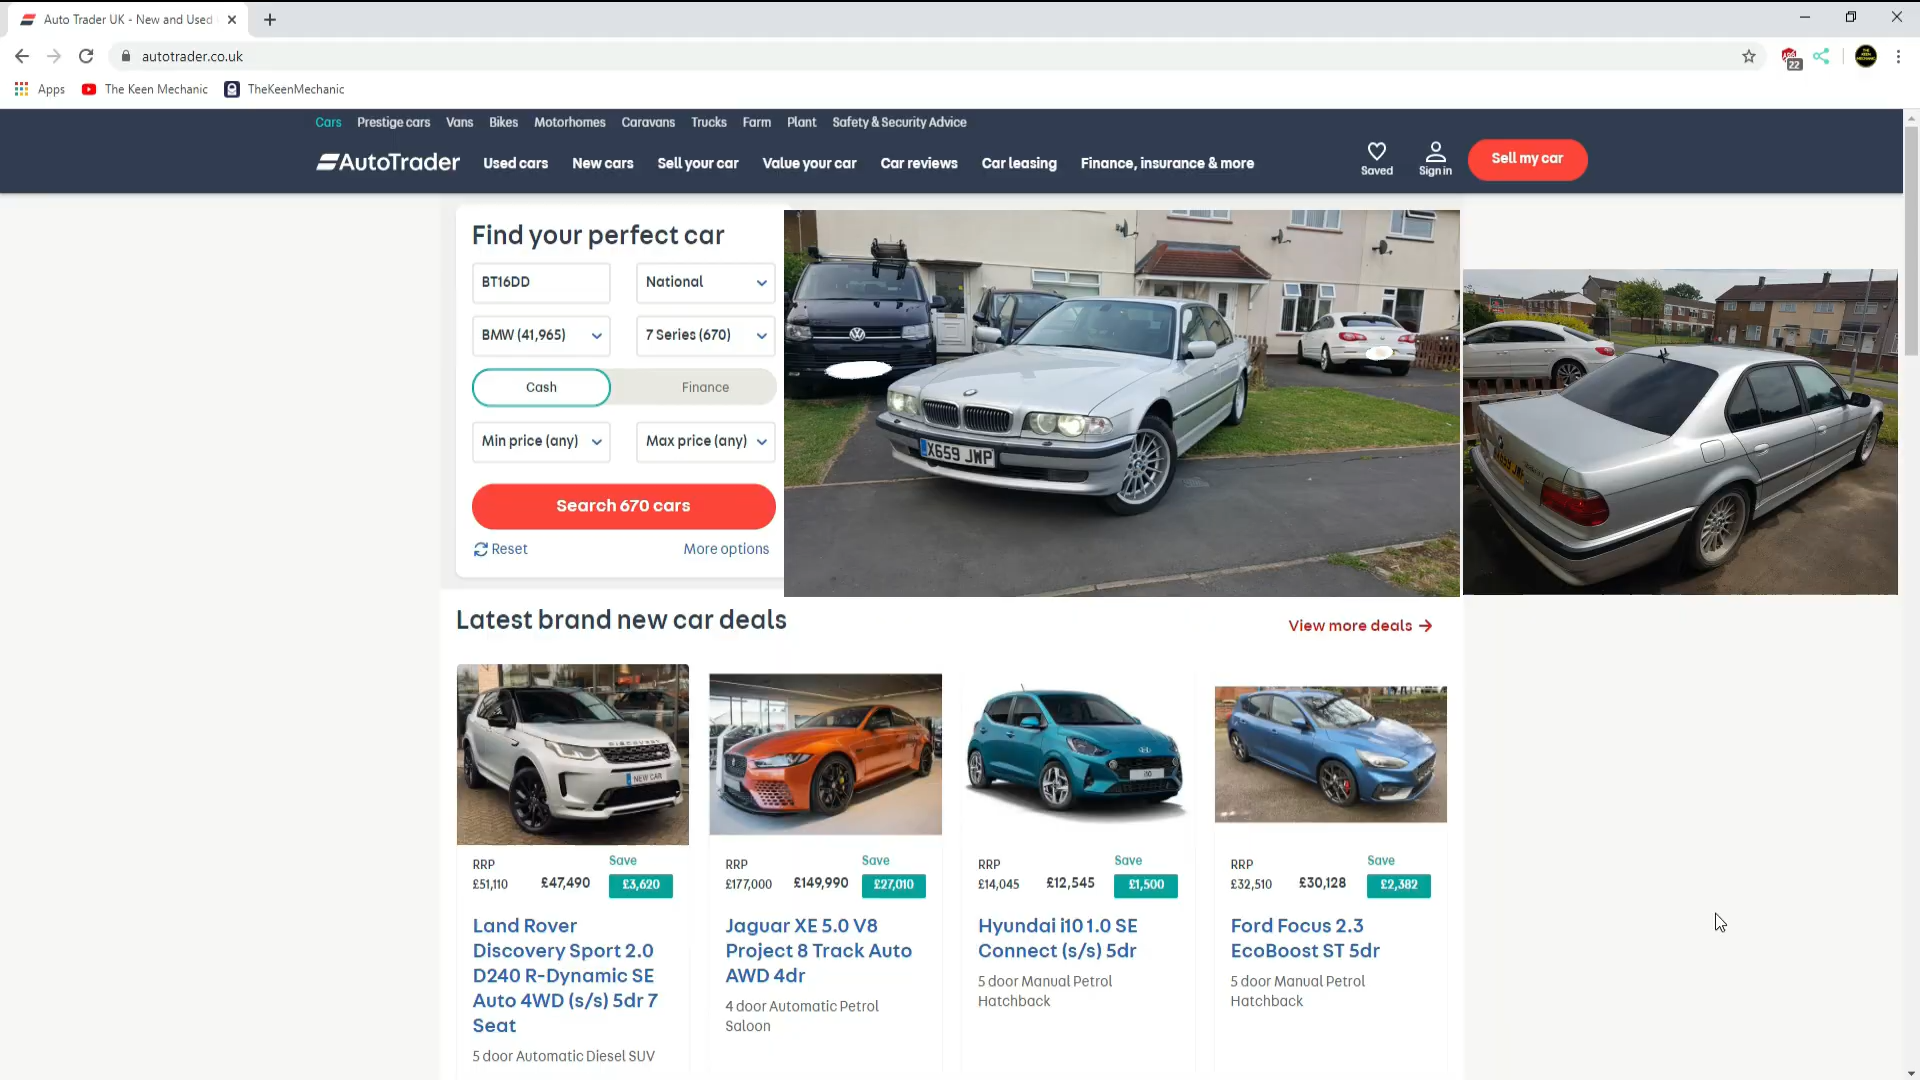 Auto Trader UK - New and Used
autotrader.co.uk
22
Apps
The Keen Mechanic
TheKeenMechanic
Cars Prestige cars Vans Bikes Motorhomes Caravans Trucks Farm Plant Safety & Security Advice
AutoTrader
Used cars New cars Sell your car Value your car Car reviews Car leasing Finance, insurance & more
Saved
Sign in
Sell my car
Find your perfect car
BT16DD
National
BMW (41,965)
7 Series (670)
Cash
Finance
Min price (any)
Max price (any)
Search 670 cars
Reset
More options
X659 JWP
Latest brand new car deals
View more deals
DISCOVERY
NEW CAR
i10
RRP
£51,110
£47,490
Save
£3,620
Land Rover
Discovery Sport 2.0
D240 R-Dynamic SE
Auto 4WD (s/s) 5dr 7
Seat
5 door Automatic Diesel SUV
RRP
£177,000
£149,990
Save
£27,010
Jaguar XE 5.0 V8
Project 8 Track Auto
AWD 4dr
4 door Automatic Petrol
Saloon
RRP
£14,045
£12,545
Save
£1,500
Hyundai i10 1.0 SE
Connect (s/s) 5dr
5 door Manual Petrol
Hatchback
RRP
£32,510
£30,128
Save
£2,382
Ford Focus 2.3
EcoBoost ST 5dr
5 door Manual Petrol
Hatchback